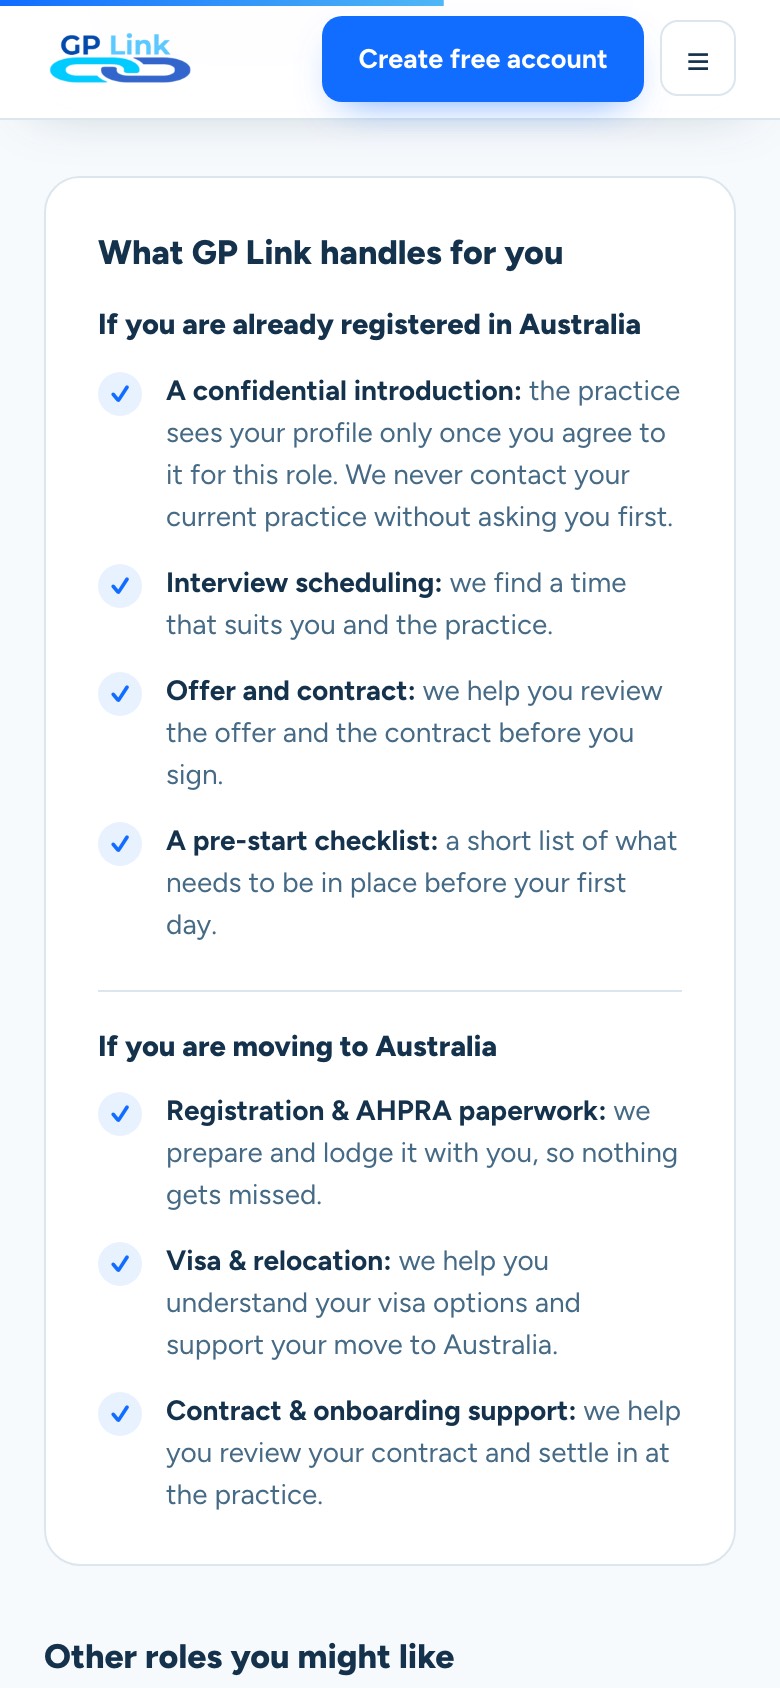 GP Link
Create free account
What GP Link handles for you
If you are already registered in Australia
A confidential introduction: the practice
sees your profile only once you agree to
it for this role. We never contact your
current practice without asking you first.
Interview scheduling: we find a time
that suits you and the practice.
Offer and contract: we help you review
the offer and the contract before you
sign.
A pre-start checklist: a short list of what
needs to be in place before your first
day.
If you are moving to Australia
Registration & AHPRA paperwork: we
prepare and lodge it with you, so nothing
gets missed.
Visa & relocation: we help you
understand your visa options and
support your move to Australia.
Contract & onboarding support: we help
you review your contract and settle in at
the practice.
Other roles you might like